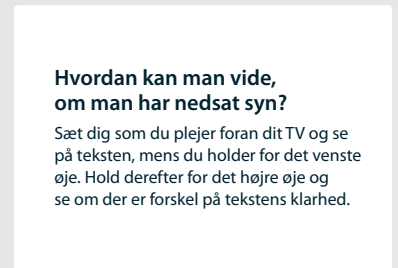 Hvordan kan man vide,
om man har nedsat syn?
Sæt dig som du plejer foran dit TV og se
på teksten, mens du holder for det venste
øje. Hold derefter for det højre øje og
se om der er forskel på tekstens klarhed.